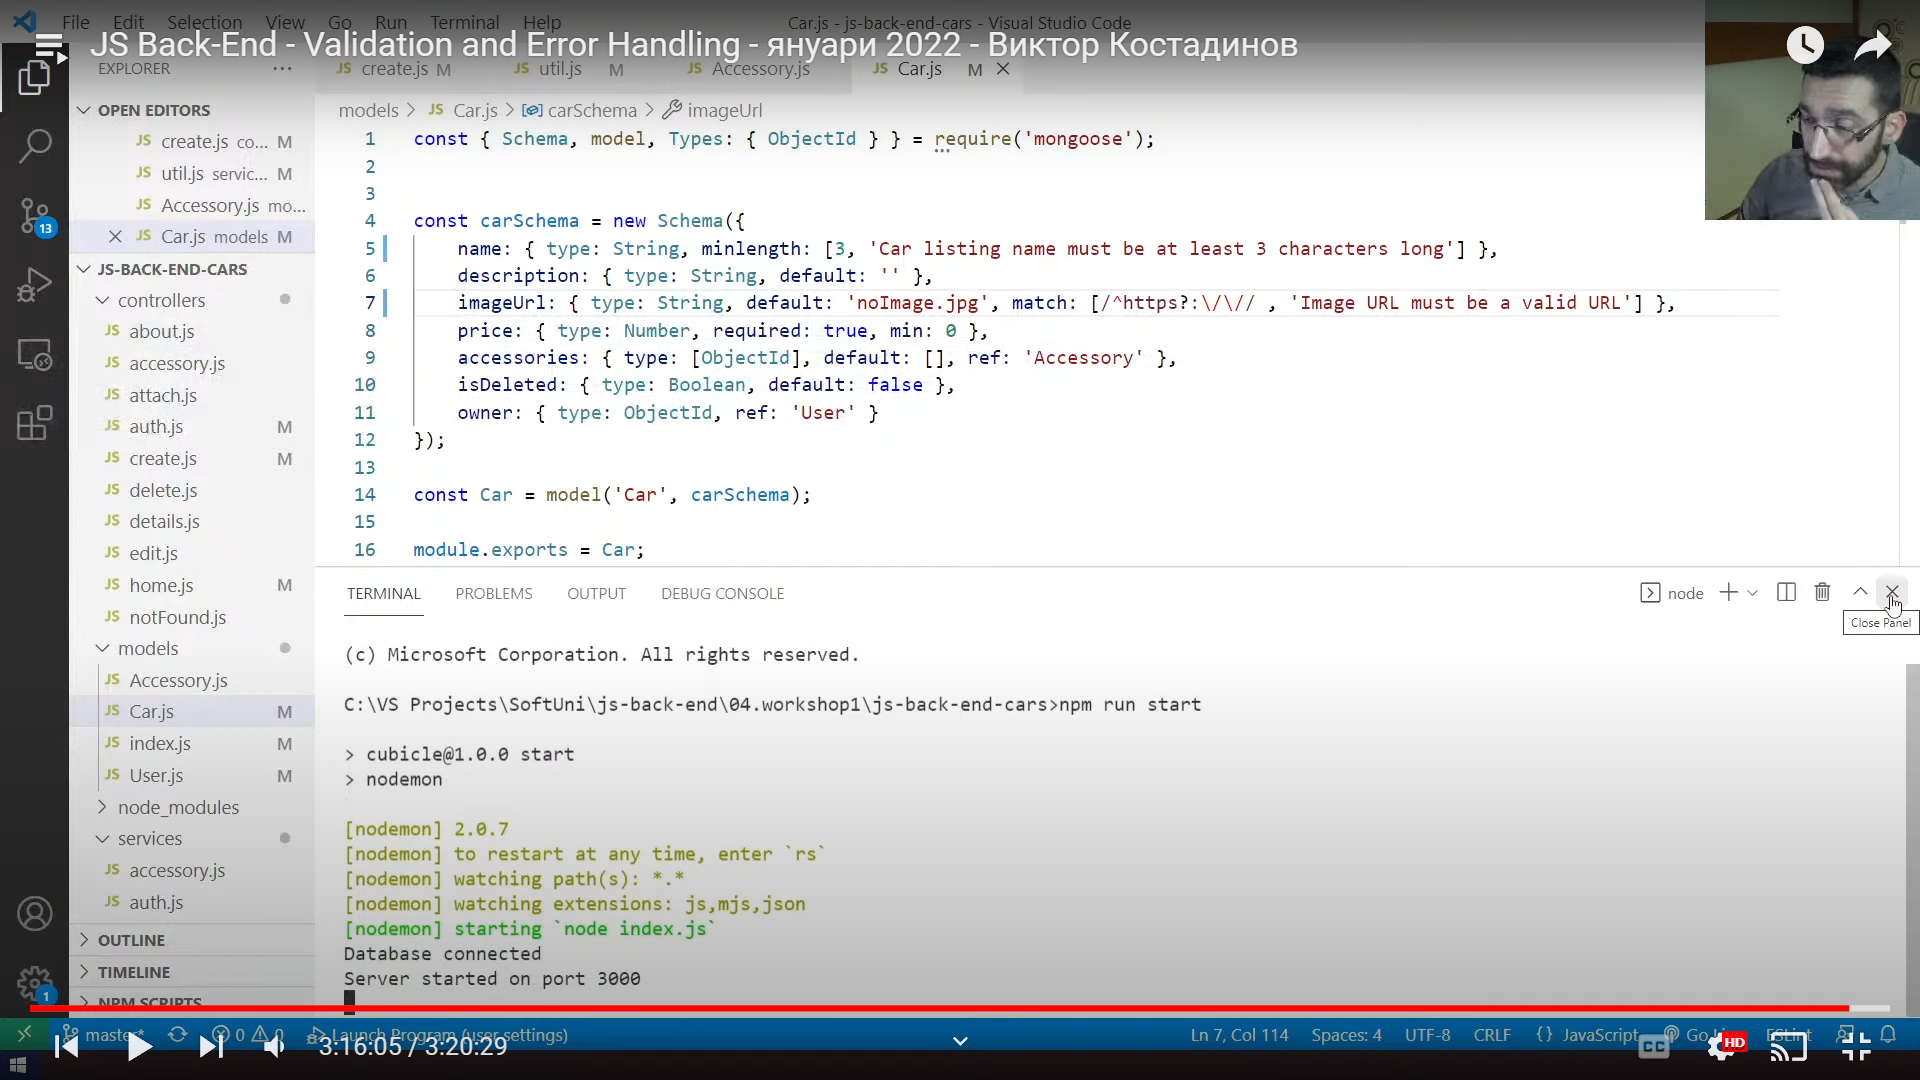 File Edit Selection View Go Run Terminal Help
Car.js - js-back-end-cars - Visual Studio Code
JS Back-End - Validation and Error Handling - януари 2022 - Виктор Костадинов
EXPLORER ···
JS create.js M
JS util.js M
JS Accessory.js
JS Car.js M
OPEN EDITORS
JS create.js co... M
JS util.js servic... M
JS Accessory.js mo...
JS Car.js models M
JS-BACK-END-CARS
controllers
JS about.js
JS accessory.js
JS attach.js
JS auth.js M
JS create.js M
JS delete.js
JS details.js
JS edit.js
JS home.js M
JS notFound.js
models
JS Accessory.js
JS Car.js M
JS index.js M
JS User.js M
node_modules
services
JS accessory.js
JS auth.js
OUTLINE
TIMELINE
NPM SCRIPTS
13
1
models > JS Car.js > carSchema > imageUrl
1 const { Schema, model, Types: { ObjectId } } = require('mongoose');
2
3
4 const carSchema = new Schema({
5 name: { type: String, minlength: [3, 'Car listing name must be at least 3 characters long'] },
6 description: { type: String, default: '' },
7 imageUrl: { type: String, default: 'noImage.jpg', match: [/^https?:\/\// , 'Image URL must be a valid URL'] },
8 price: { type: Number, required: true, min: 0 },
9 accessories: { type: [ObjectId], default: [], ref: 'Accessory' },
10 isDeleted: { type: Boolean, default: false },
11 owner: { type: ObjectId, ref: 'User' }
12 });
13
14 const Car = model('Car', carSchema);
15
16 module.exports = Car;
TERMINAL PROBLEMS OUTPUT DEBUG CONSOLE
node
Close Panel
(c) Microsoft Corporation. All rights reserved.
C:\VS Projects\SoftUni\js-back-end\04.workshop1\js-back-end-cars>npm run start
> cubicle@1.0.0 start
> nodemon
[nodemon] 2.0.7
[nodemon] to restart at any time, enter `rs`
[nodemon] watching path(s): *.*
[nodemon] watching extensions: js,mjs,json
[nodemon] starting `node index.js`
Database connected
Server started on port 3000
master* 0 0 Launch Program (user settings)
Ln 7, Col 114 Spaces: 4 UTF-8 CRLF {} JavaScript
3:16:05 / 3:20:29
CC
HD